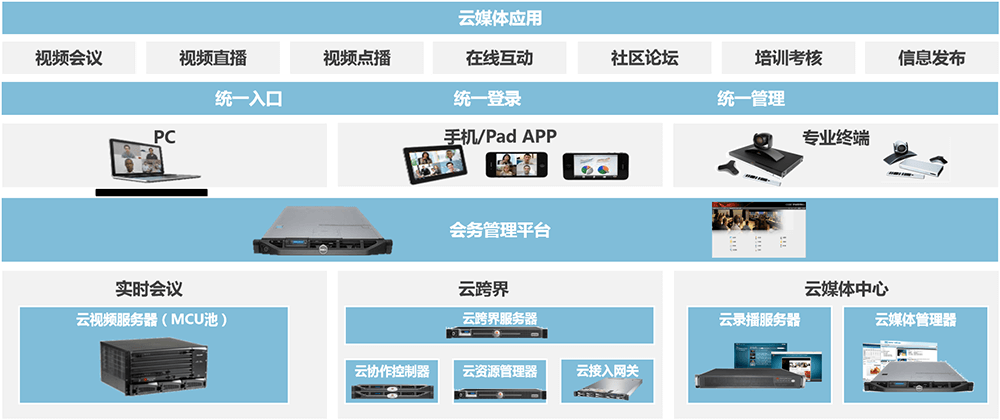 云媒体应用
视频会议 视频直播 视频点播 在线互动 社区论坛 培训考核 信息发布
统一入口 统一登录 统一管理
PC 手机/Pad APP 专业终端
会务管理平台
实时会议 云跨界 云媒体中心
云视频服务器（MCU池） 云跨界服务器 云录播服务器 云媒体管理器
云协作控制器 云资源管理器 云接入网关